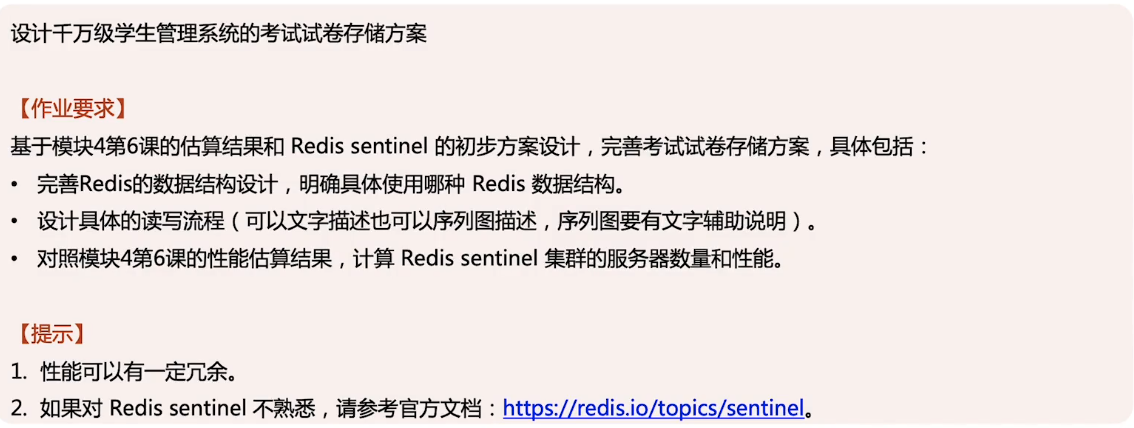 设计千万级学生管理系统的考试试卷存储方案
【作业要求】
基于模块4第6课的估算结果和 Redis sentinel 的初步方案设计，完善考试试卷存储方案，具体包括：
• 完善Redis的数据结构设计，明确具体使用哪种 Redis 数据结构。
• 设计具体的读写流程（可以文字描述也可以序列图描述，序列图要有文字辅助说明）。
• 对照模块4第6课的性能估算结果，计算 Redis sentinel 集群的服务器数量和性能。
【提示】
1. 性能可以有一定冗余。
2. 如果对 Redis sentinel 不熟悉，请参考官方文档：https://redis.io/topics/sentinel。